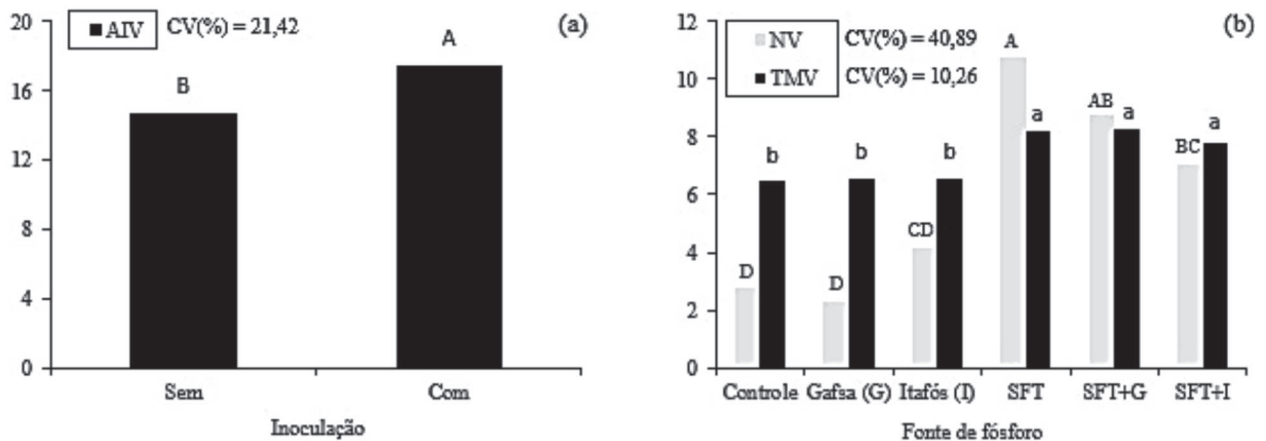 AIV CV(%) = 21,42 (a)
20
16
12
8
4
0
B
A
Sem Com
Inoculação
NV CV(%) = 40,89 (b)
TMV CV(%) = 10,26
12
10
8
6
4
2
0
D b
D b
CD b
A a
AB a
BC a
Controle Gafsa (G) Itafós (I) SFT SFT+G SFT+I
Fonte de fósforo